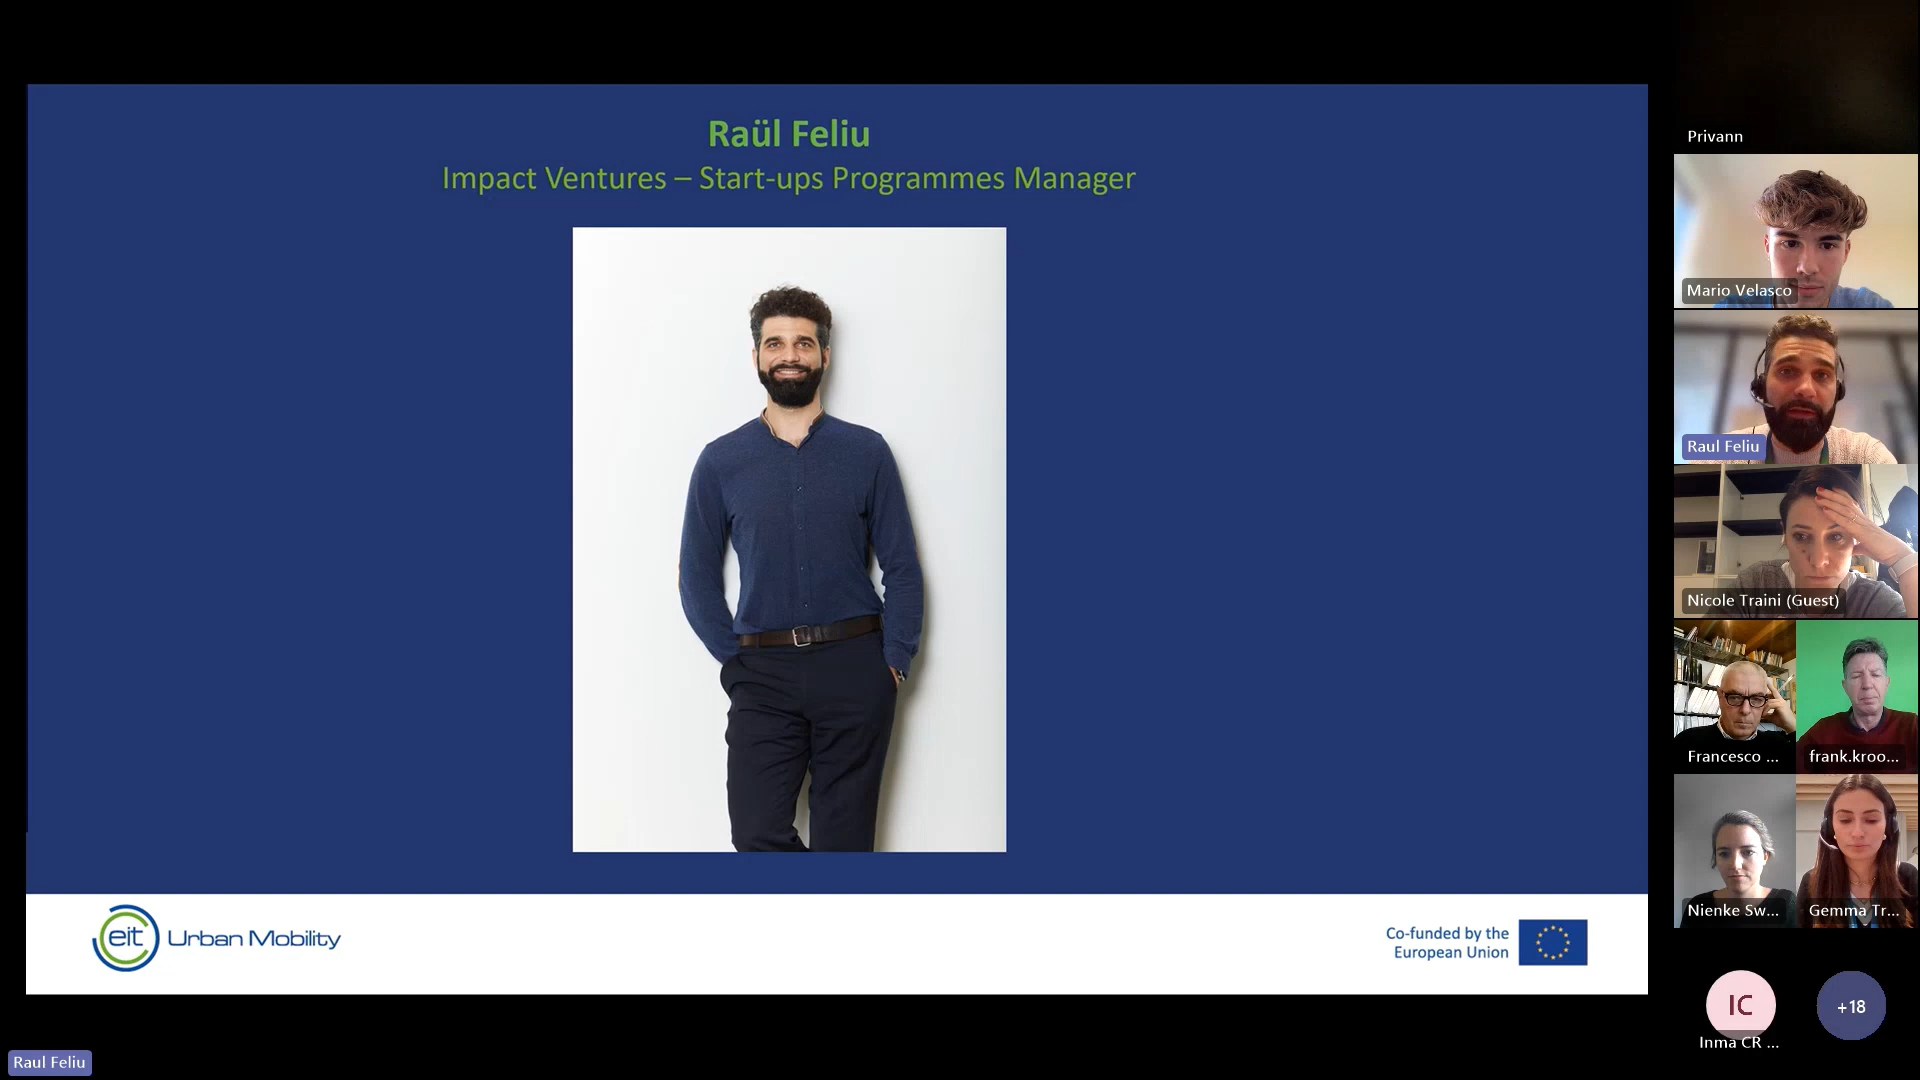 Raül Feliu
Impact Ventures – Start-ups Programmes Manager
eit Urban Mobility
Co-funded by the
European Union
Privann
Mario Velasco
Raul Feliu
Nicole Traini (Guest)
Francesco ...
frank.kroo...
Nienke Sw...
Gemma Tr...
IC
+18
Inma CR ...
Raul Feliu